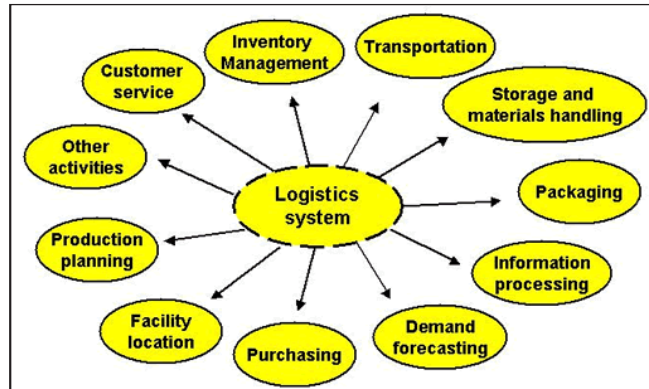 Inventory
Management
Transportation
Customer
service
Storage and
materials handling
Other
activities
Logistics
system
Packaging
Production
planning
Information
processing
Facility
location
Purchasing
Demand
forecasting